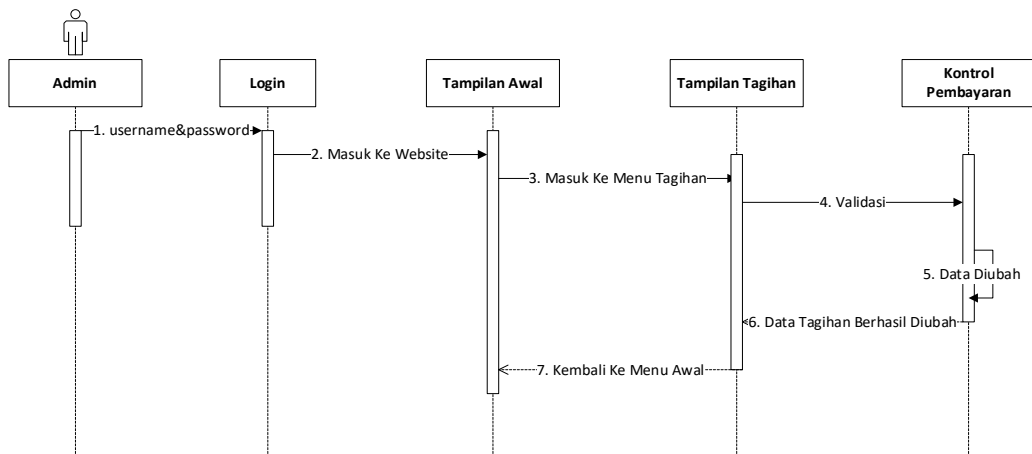 Admin
Login
Tampilan Awal
Tampilan Tagihan
Kontrol
Pembayaran
1. username&password
2. Masuk Ke Website
3. Masuk Ke Menu Tagihan
4. Validasi
5. Data Diubah
6. Data Tagihan Berhasil Diubah
7. Kembali Ke Menu Awal